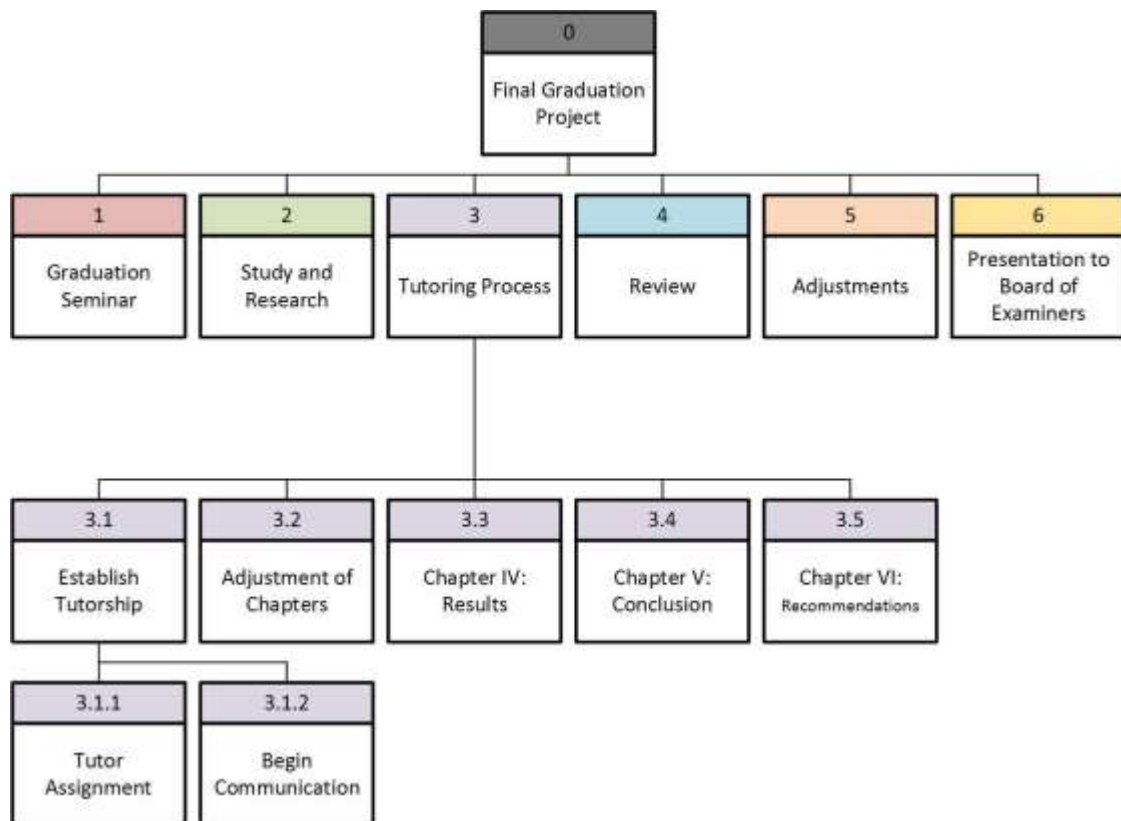 0
Final Graduation
Project
1
Graduation
Seminar
2
Study and
Research
3
Tutoring Process
4
Review
5
Adjustments
6
Presentation to
Board of
Examiners
3.1
Establish
Tutorship
3.2
Adjustment of
Chapters
3.3
Chapter IV:
Results
3.4
Chapter V:
Conclusion
3.5
Chapter VI:
Recommendations
3.1.1
Tutor
Assignment
3.1.2
Begin
Communication